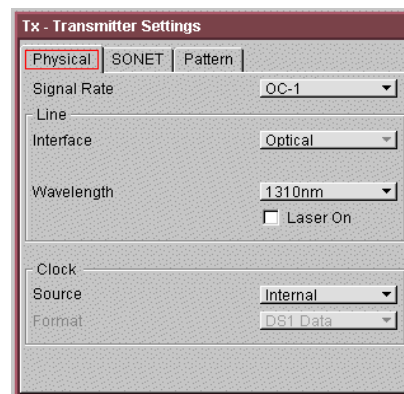 Tx - Transmitter Settings
Physical SONET Pattern
Signal Rate OC-1
Line
Interface Optical
Wavelength 1310nm
Laser On
Clock
Source Internal
Format DS1 Data